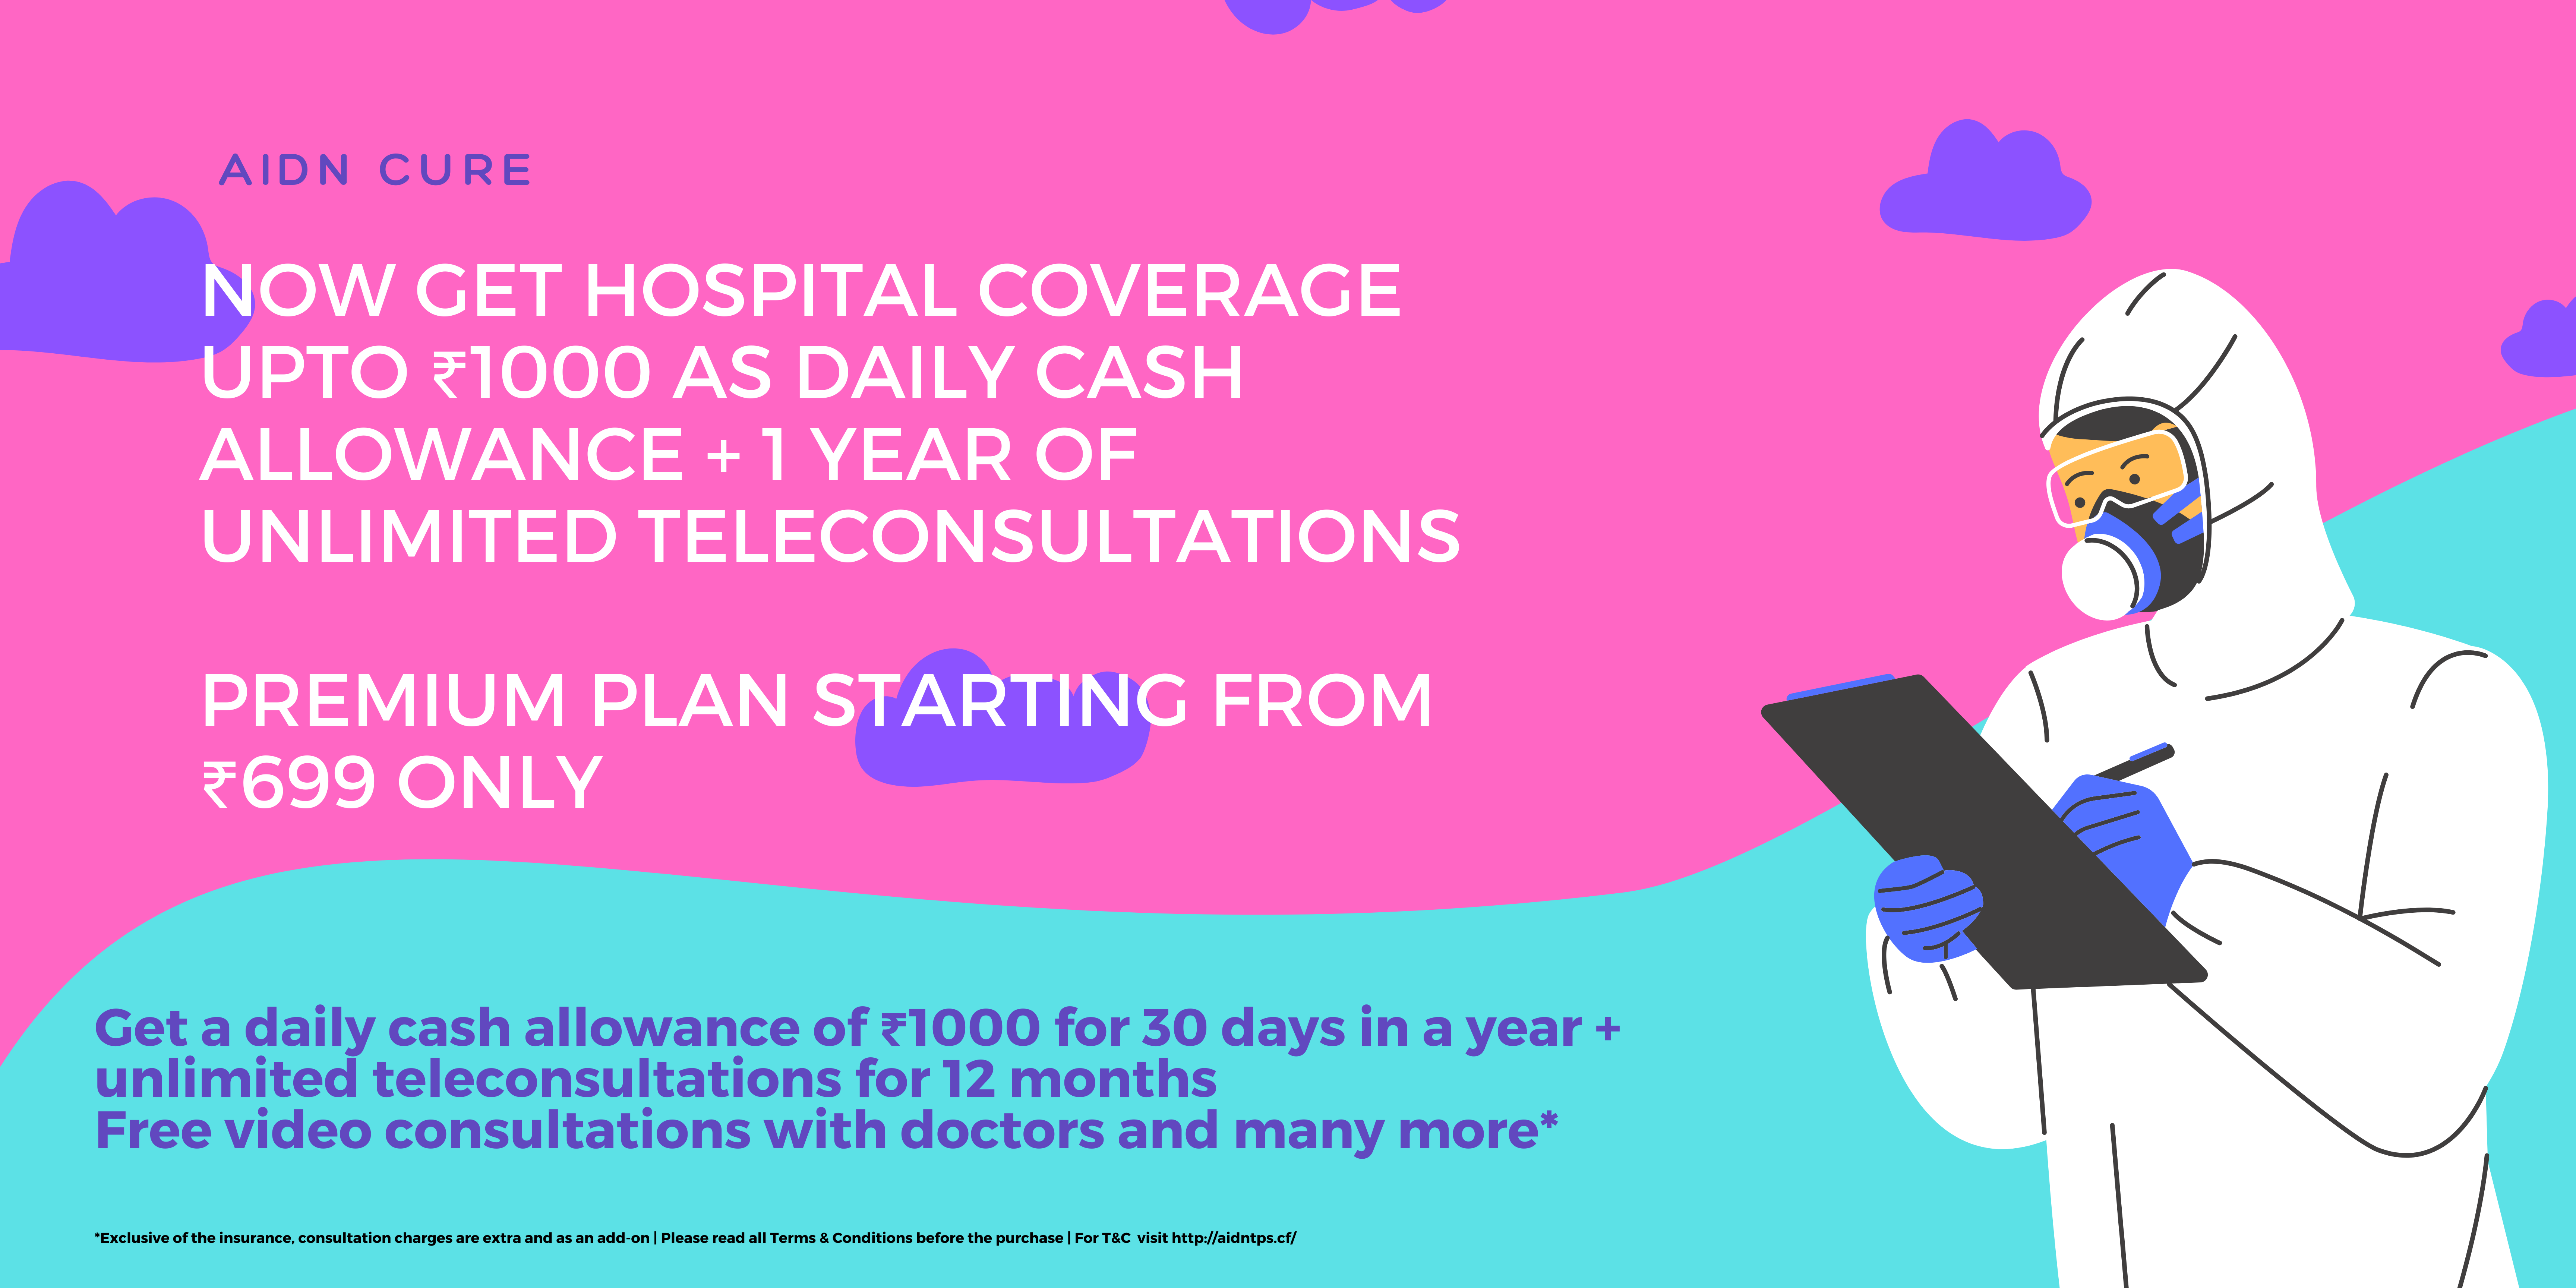 AIDN CURE
NOW GET HOSPITAL COVERAGE
UPTO ₹1000 AS DAILY CASH
ALLOWANCE + 1 YEAR OF
UNLIMITED TELECONSULTATIONS
PREMIUM PLAN STARTING FROM
₹699 ONLY
Get a daily cash allowance of ₹1000 for 30 days in a year +
unlimited teleconsultations for 12 months
Free video consultations with doctors and many more*
*Exclusive of the insurance, consultation charges are extra and as an add-on | Please read all Terms & Conditions before the purchase | For T&C visit http://aidntps.cf/